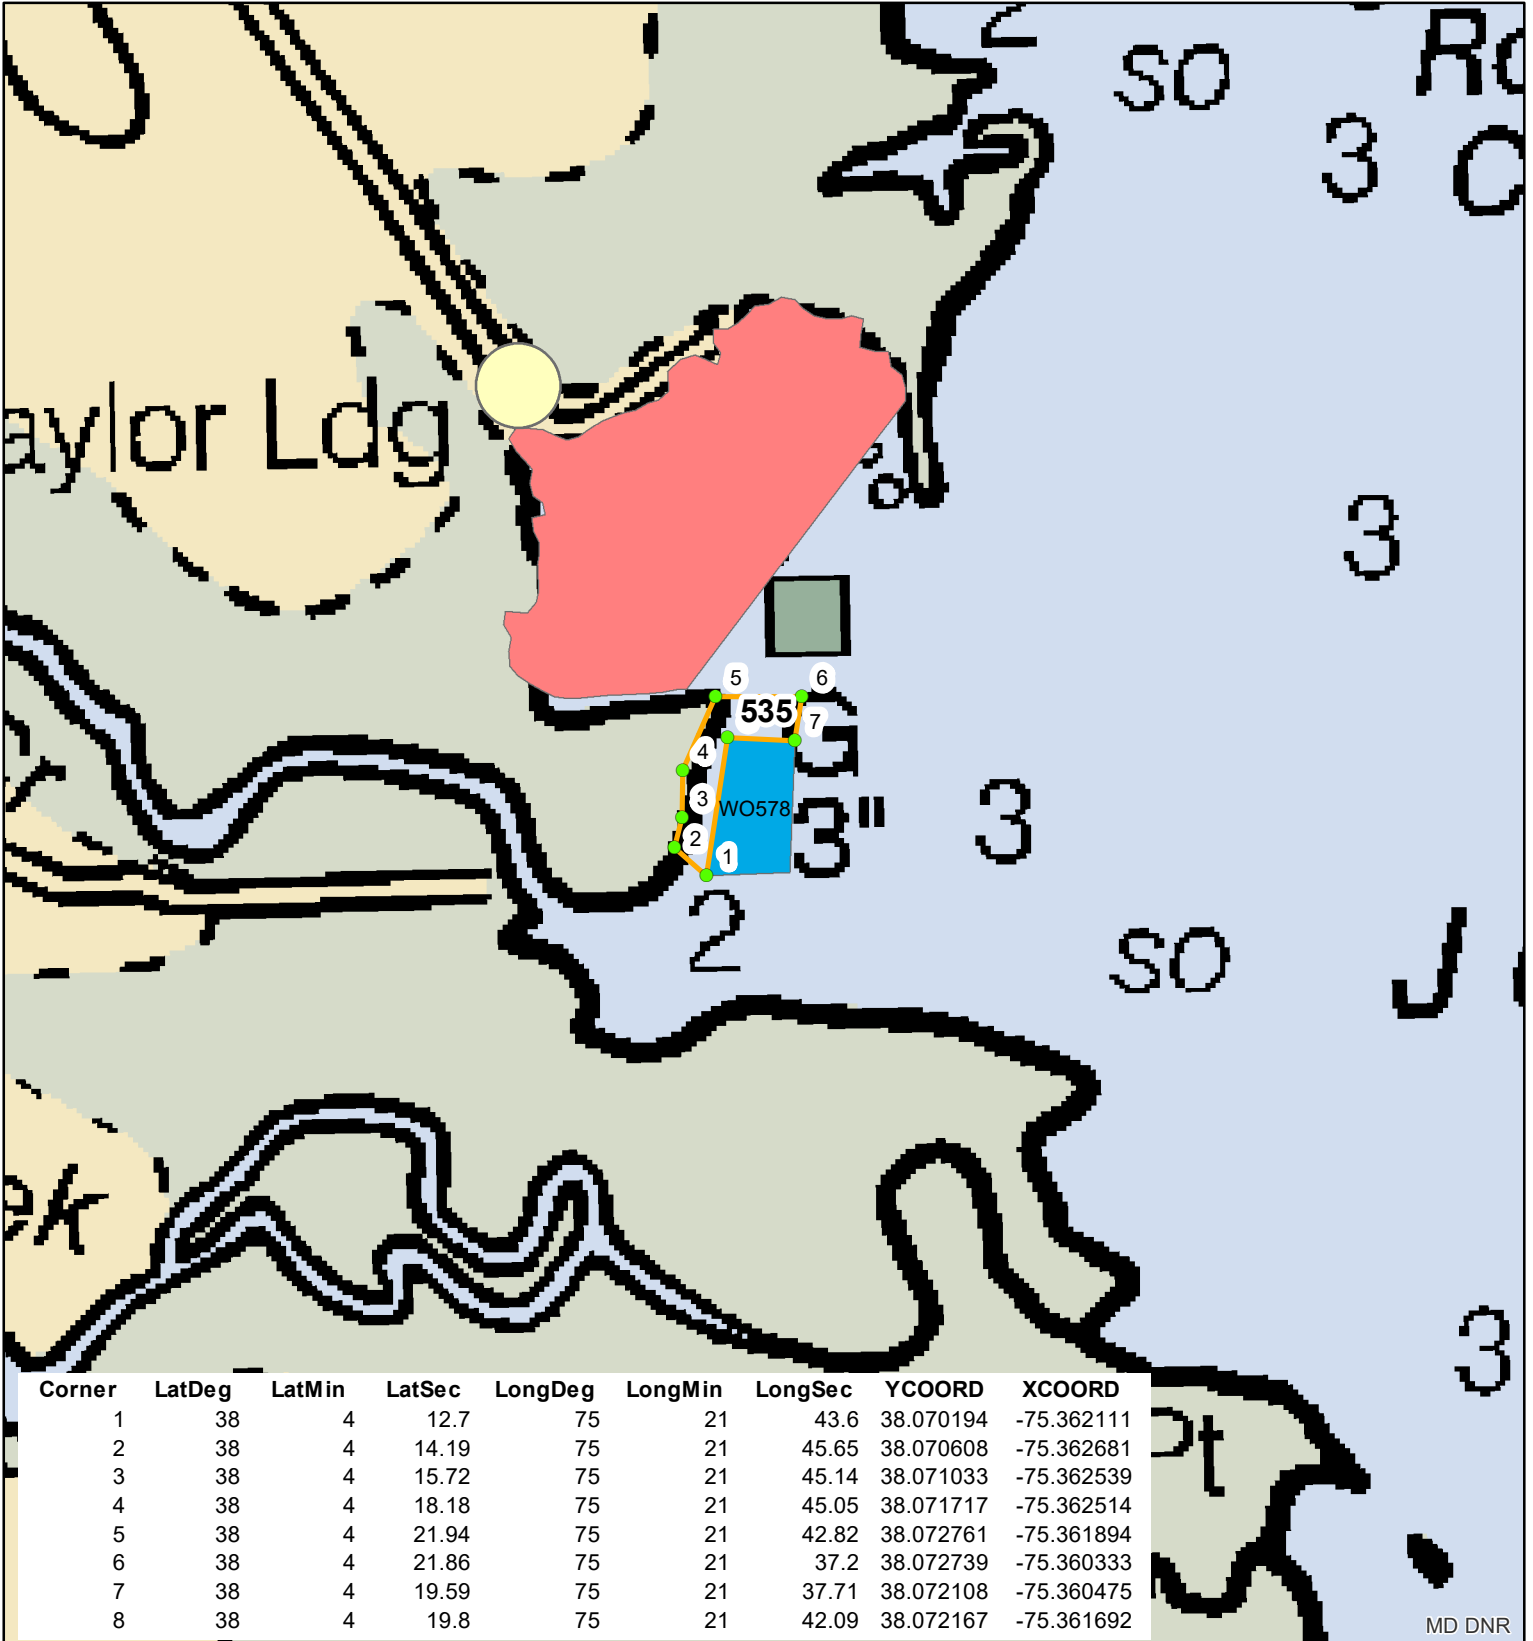 2
so
Ro
3
O
aylor Ldg
3
5
6
535
7
G
4
3
WO578
3"
3
2
1
2
so
J
ek
3
Pt
Corner LatDeg LatMin LatSec LongDeg LongMin LongSec YCOORD XCOORD
1 38 4 12.7 75 21 43.6 38.070194 -75.362111
2 38 4 14.19 75 21 45.65 38.070608 -75.362681
3 38 4 15.72 75 21 45.14 38.071033 -75.362539
4 38 4 18.18 75 21 45.05 38.071717 -75.362514
5 38 4 21.94 75 21 42.82 38.072761 -75.361894
6 38 4 21.86 75 21 37.2 38.072739 -75.360333
7 38 4 19.59 75 21 37.71 38.072108 -75.360475
8 38 4 19.8 75 21 42.09 38.072167 -75.361692
MD DNR